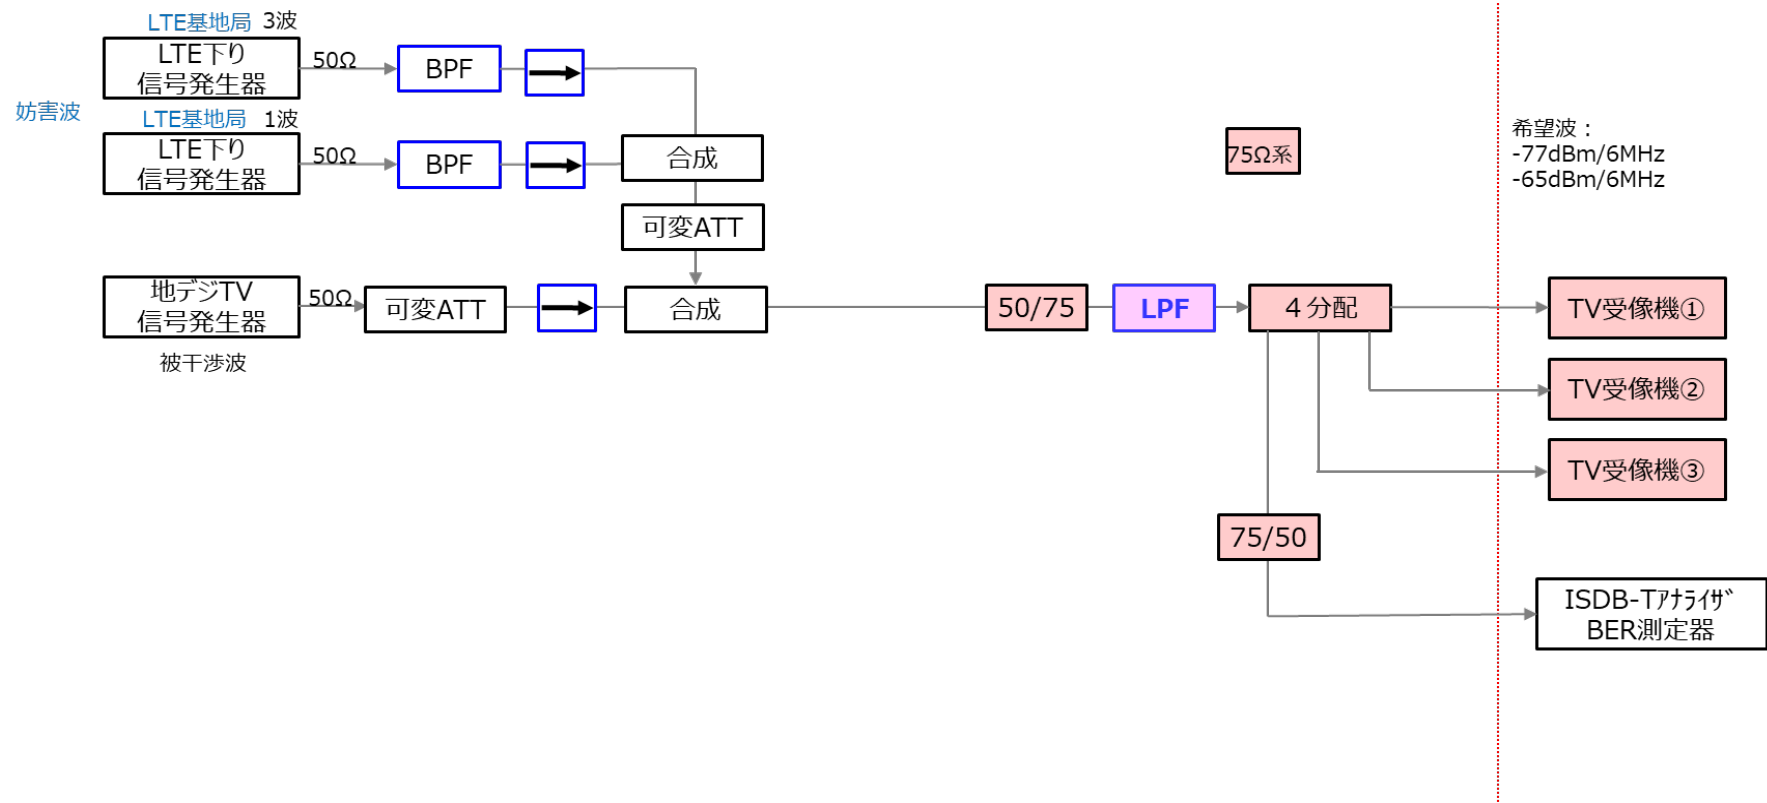 LTE基地局 3波
LTE下り
信号発生器
50Ω
BPF
妨害波
LTE基地局 1波
LTE下り
信号発生器
50Ω
BPF
合成
75Ω系
希望波：
-77dBm/6MHz
-65dBm/6MHz
可変ATT
地デジTV
信号発生器
50Ω
可変ATT
合成
50/75
LPF
４分配
TV受像機①
被干渉波
TV受像機②
TV受像機③
75/50
ISDB-Tｱﾅﾗｲｻﾞ
BER測定器